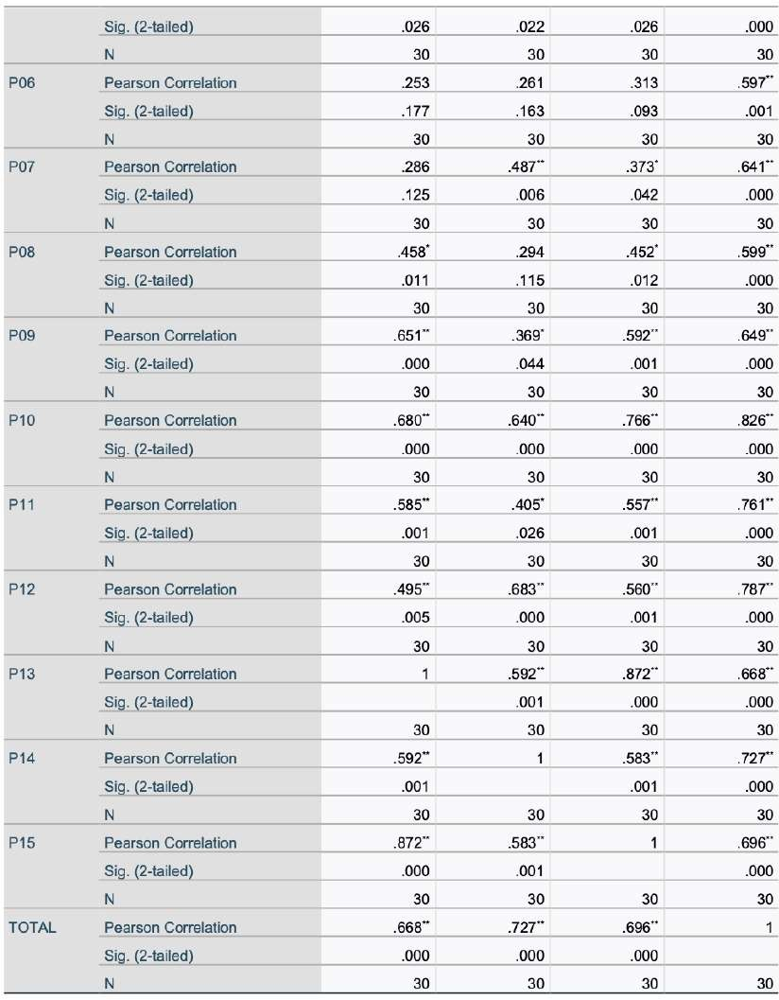 Sig. (2-tailed) .026 .022 .026 .000
N 30 30 30 30
P06 Pearson Correlation .253 .261 .313 .597**
Sig. (2-tailed) .177 .163 .093 .001
N 30 30 30 30
P07 Pearson Correlation .286 .487** .373* .641**
Sig. (2-tailed) .125 .006 .042 .000
N 30 30 30 30
P08 Pearson Correlation .458* .294 .452* .599**
Sig. (2-tailed) .011 .115 .012 .000
N 30 30 30 30
P09 Pearson Correlation .651** .369* .592** .649**
Sig. (2-tailed) .000 .044 .001 .000
N 30 30 30 30
P10 Pearson Correlation .680** .640** .766** .826**
Sig. (2-tailed) .000 .000 .000 .000
N 30 30 30 30
P11 Pearson Correlation .585** .405* .557** .761**
Sig. (2-tailed) .001 .026 .001 .000
N 30 30 30 30
P12 Pearson Correlation .495** .683** .560** .787**
Sig. (2-tailed) .005 .000 .001 .000
N 30 30 30 30
P13 Pearson Correlation 1 .592** .872** .668**
Sig. (2-tailed) .001 .000 .000
N 30 30 30 30
P14 Pearson Correlation .592** 1 .583** .727**
Sig. (2-tailed) .001 .001 .000
N 30 30 30 30
P15 Pearson Correlation .872** .583** 1 .696**
Sig. (2-tailed) .000 .001 .000
N 30 30 30 30
TOTAL Pearson Correlation .668** .727** .696** 1
Sig. (2-tailed) .000 .000 .000
N 30 30 30 30